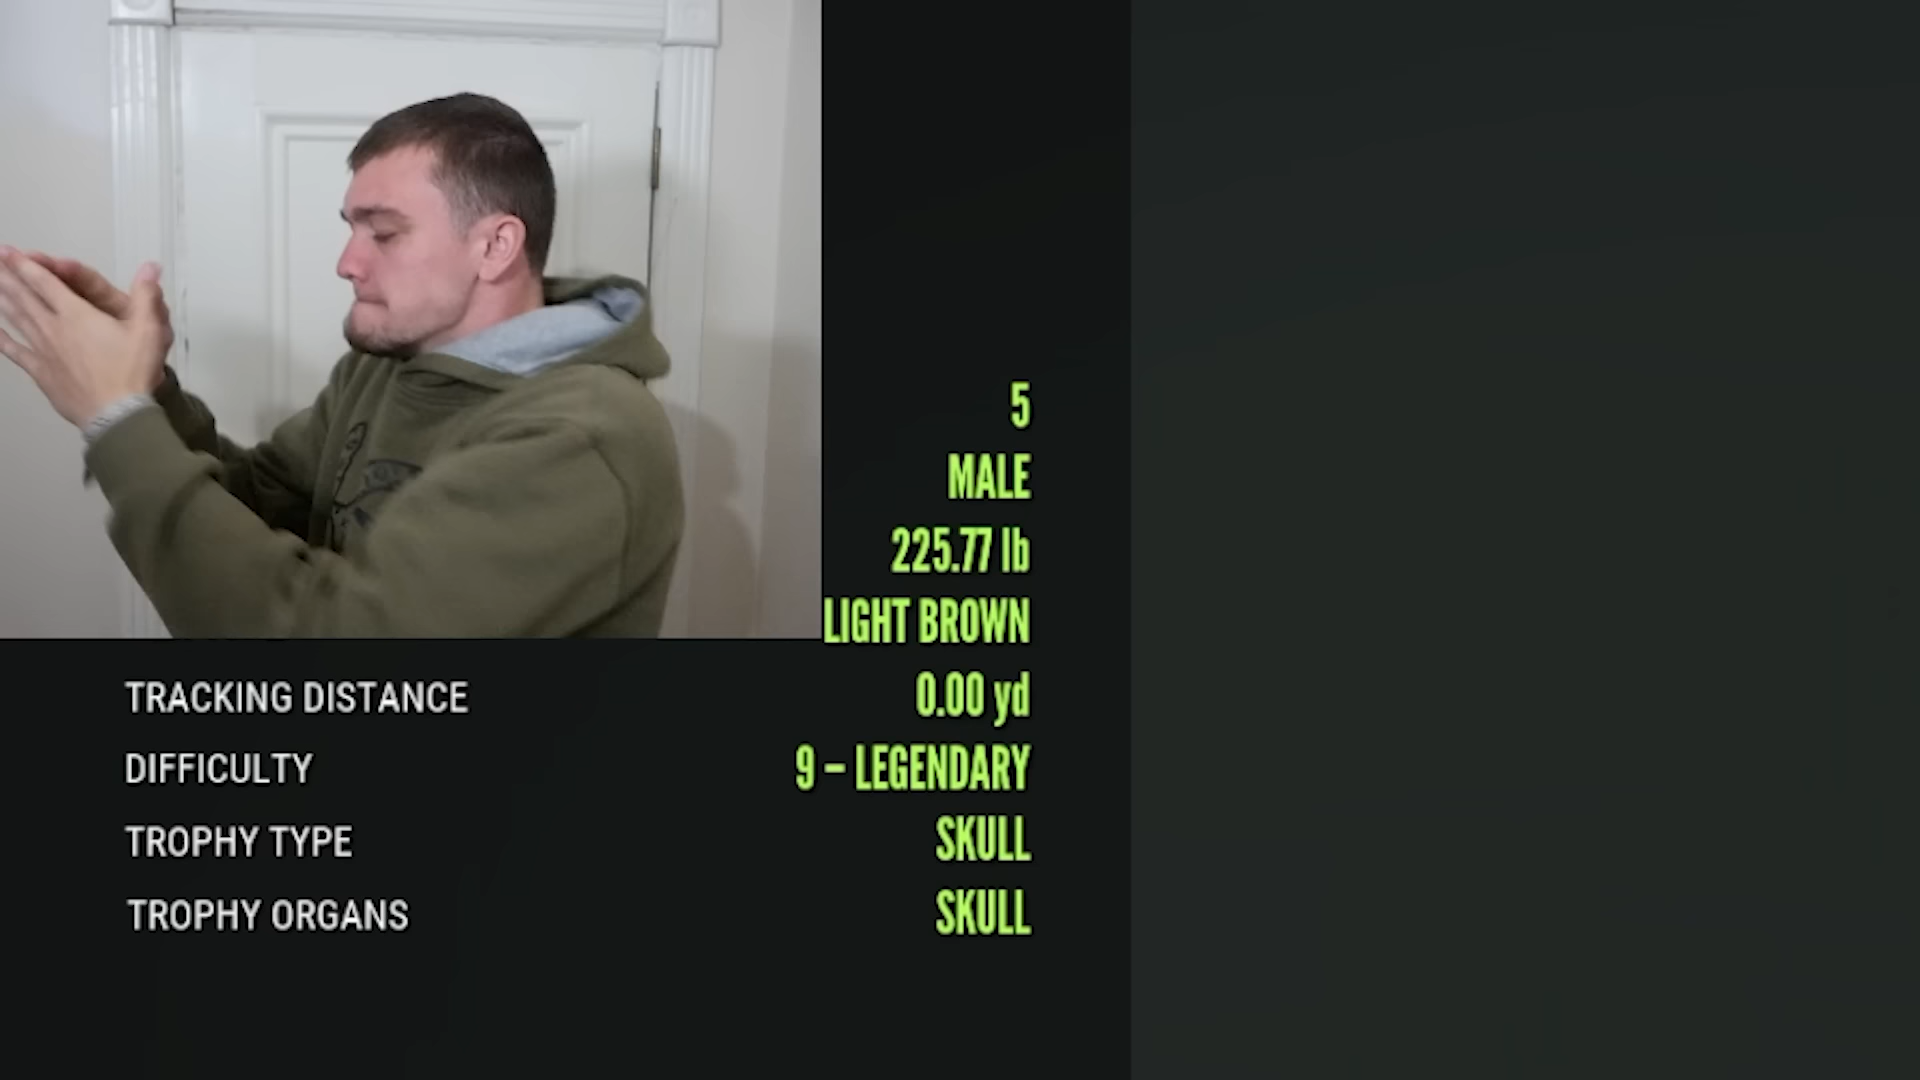 5
MALE
225.77 lb
LIGHT BROWN
TRACKING DISTANCE 0.00 yd
DIFFICULTY 9 – LEGENDARY
TROPHY TYPE SKULL
TROPHY ORGANS SKULL